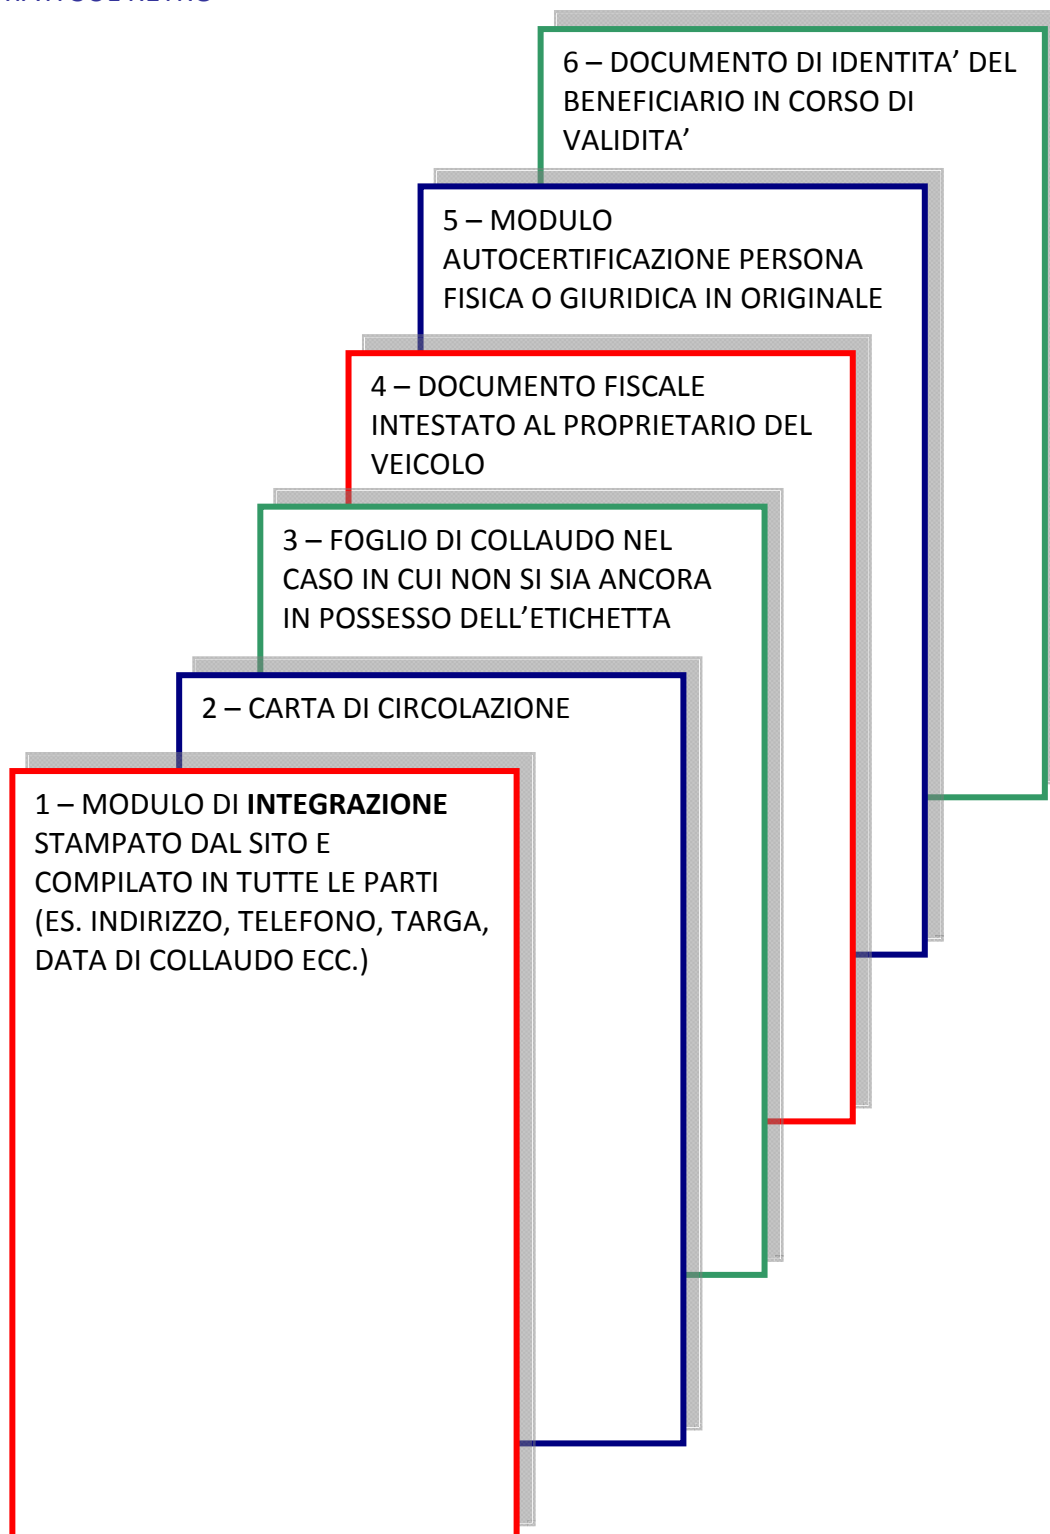 6 – DOCUMENTO DI IDENTITA’ DEL
BENEFICIARIO IN CORSO DI
VALIDITA’
5 – MODULO
AUTOCERTIFICAZIONE PERSONA
FISICA O GIURIDICA IN ORIGINALE
4 – DOCUMENTO FISCALE
INTESTATO AL PROPRIETARIO DEL
VEICOLO
3 – FOGLIO DI COLLAUDO NEL
CASO IN CUI NON SI SIA ANCORA
IN POSSESSO DELL’ETICHETTA
2 – CARTA DI CIRCOLAZIONE
1 – MODULO DI INTEGRAZIONE
STAMPATO DAL SITO E
COMPILATO IN TUTTE LE PARTI
(ES. INDIRIZZO, TELEFONO, TARGA,
DATA DI COLLAUDO ECC.)